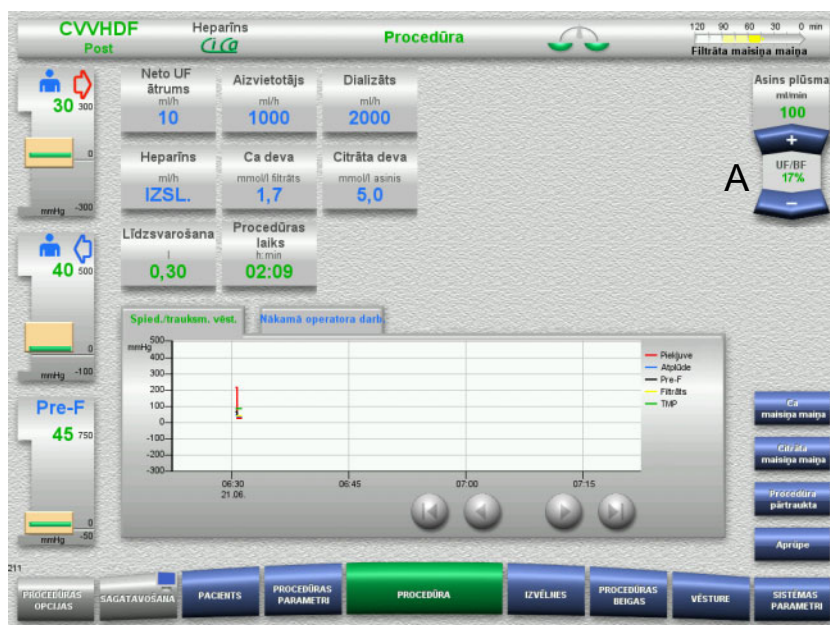 CVVHDF
Post
Heparīns
CiCa
Procedūra
120 90 60 30 0 min
Filtrāta maisiņa maiņa
30 300
0
mmHg -300
40 500
0
mmHg -100
Pre-F
45 750
0
mmHg -50
Neto UF
ātrums
ml/h
10
Aizvietotājs
ml/h
1000
Dializāts
ml/h
2000
Heparīns
ml/h
IZSL.
Ca deva
mmol/l filtrāts
1,7
Citrāta deva
mmol/l asinis
5,0
Līdzsvarošana
l
0,30
Procedūras
laiks
h:min
02:09
Asins plūsma
ml/min
100
+
A
UF/BF
17%
−
Spied./trauksm. vēst.
Nākamā operatora darb.
mmHg
500
400
300
200
100
0
-100
-200
-300
06:30
21.06.
06:45
07:00
07:15
Piekļuve
Atplūde
Pre-F
Filtrāts
TMP
Ca
maisiņa maiņa
Citrāta
maisiņa maiņa
Procedūra
pārtraukta
Aprūpe
211
PROCEDŪRAS
OPCIJAS
SAGATAVOŠANA
PACIENTS
PROCEDŪRAS
PARAMETRI
PROCEDŪRA
IZVĒLNES
PROCEDŪRAS
BEIGAS
VĒSTURE
SISTĒMAS
PARAMETRI